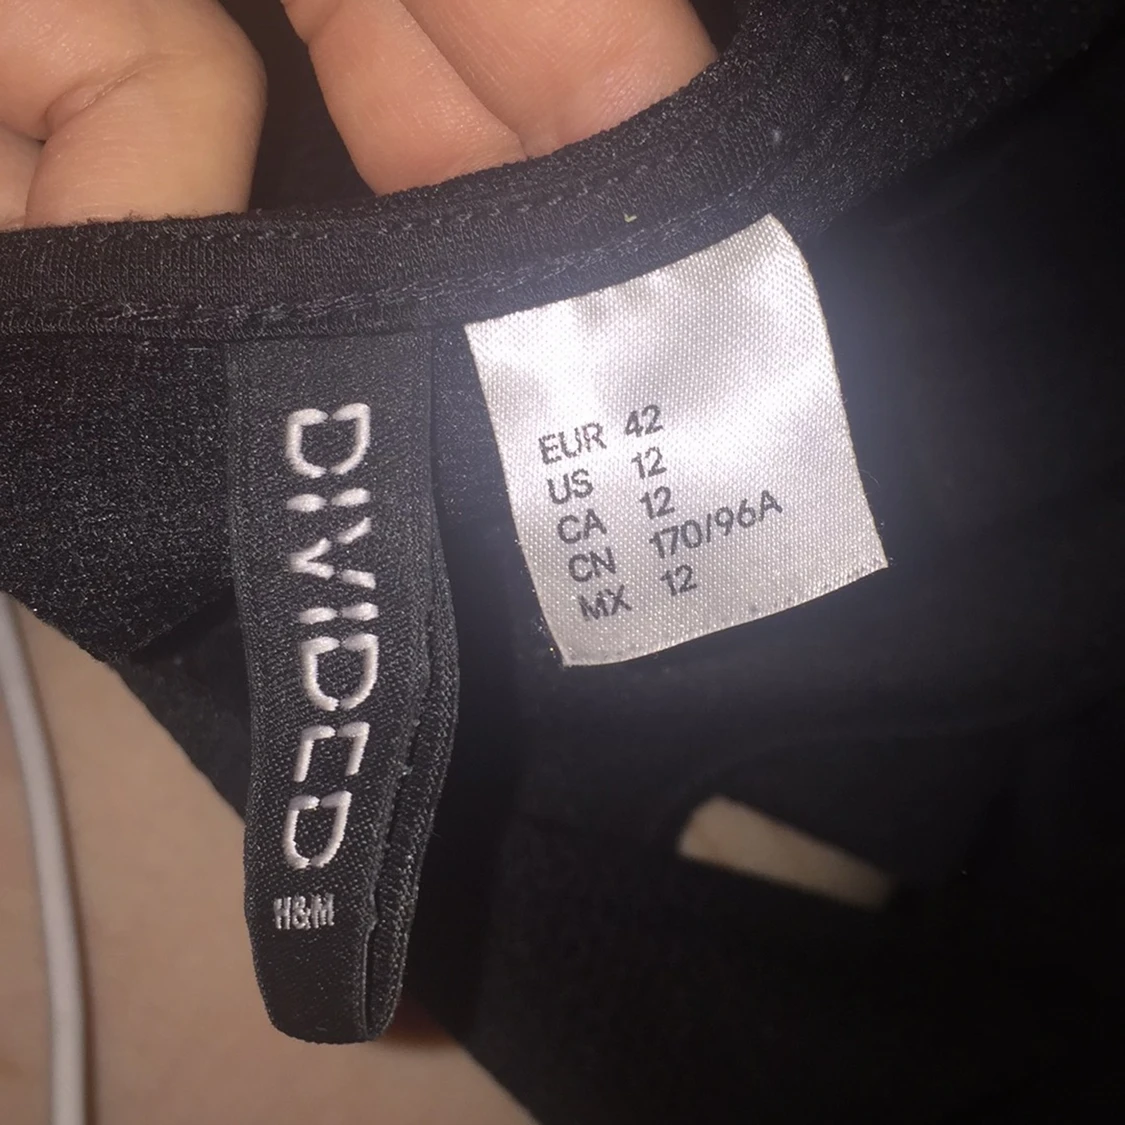 DIVIDED
H&M
EUR 42
US 12
CA 12
CN 170/96A
MX 12